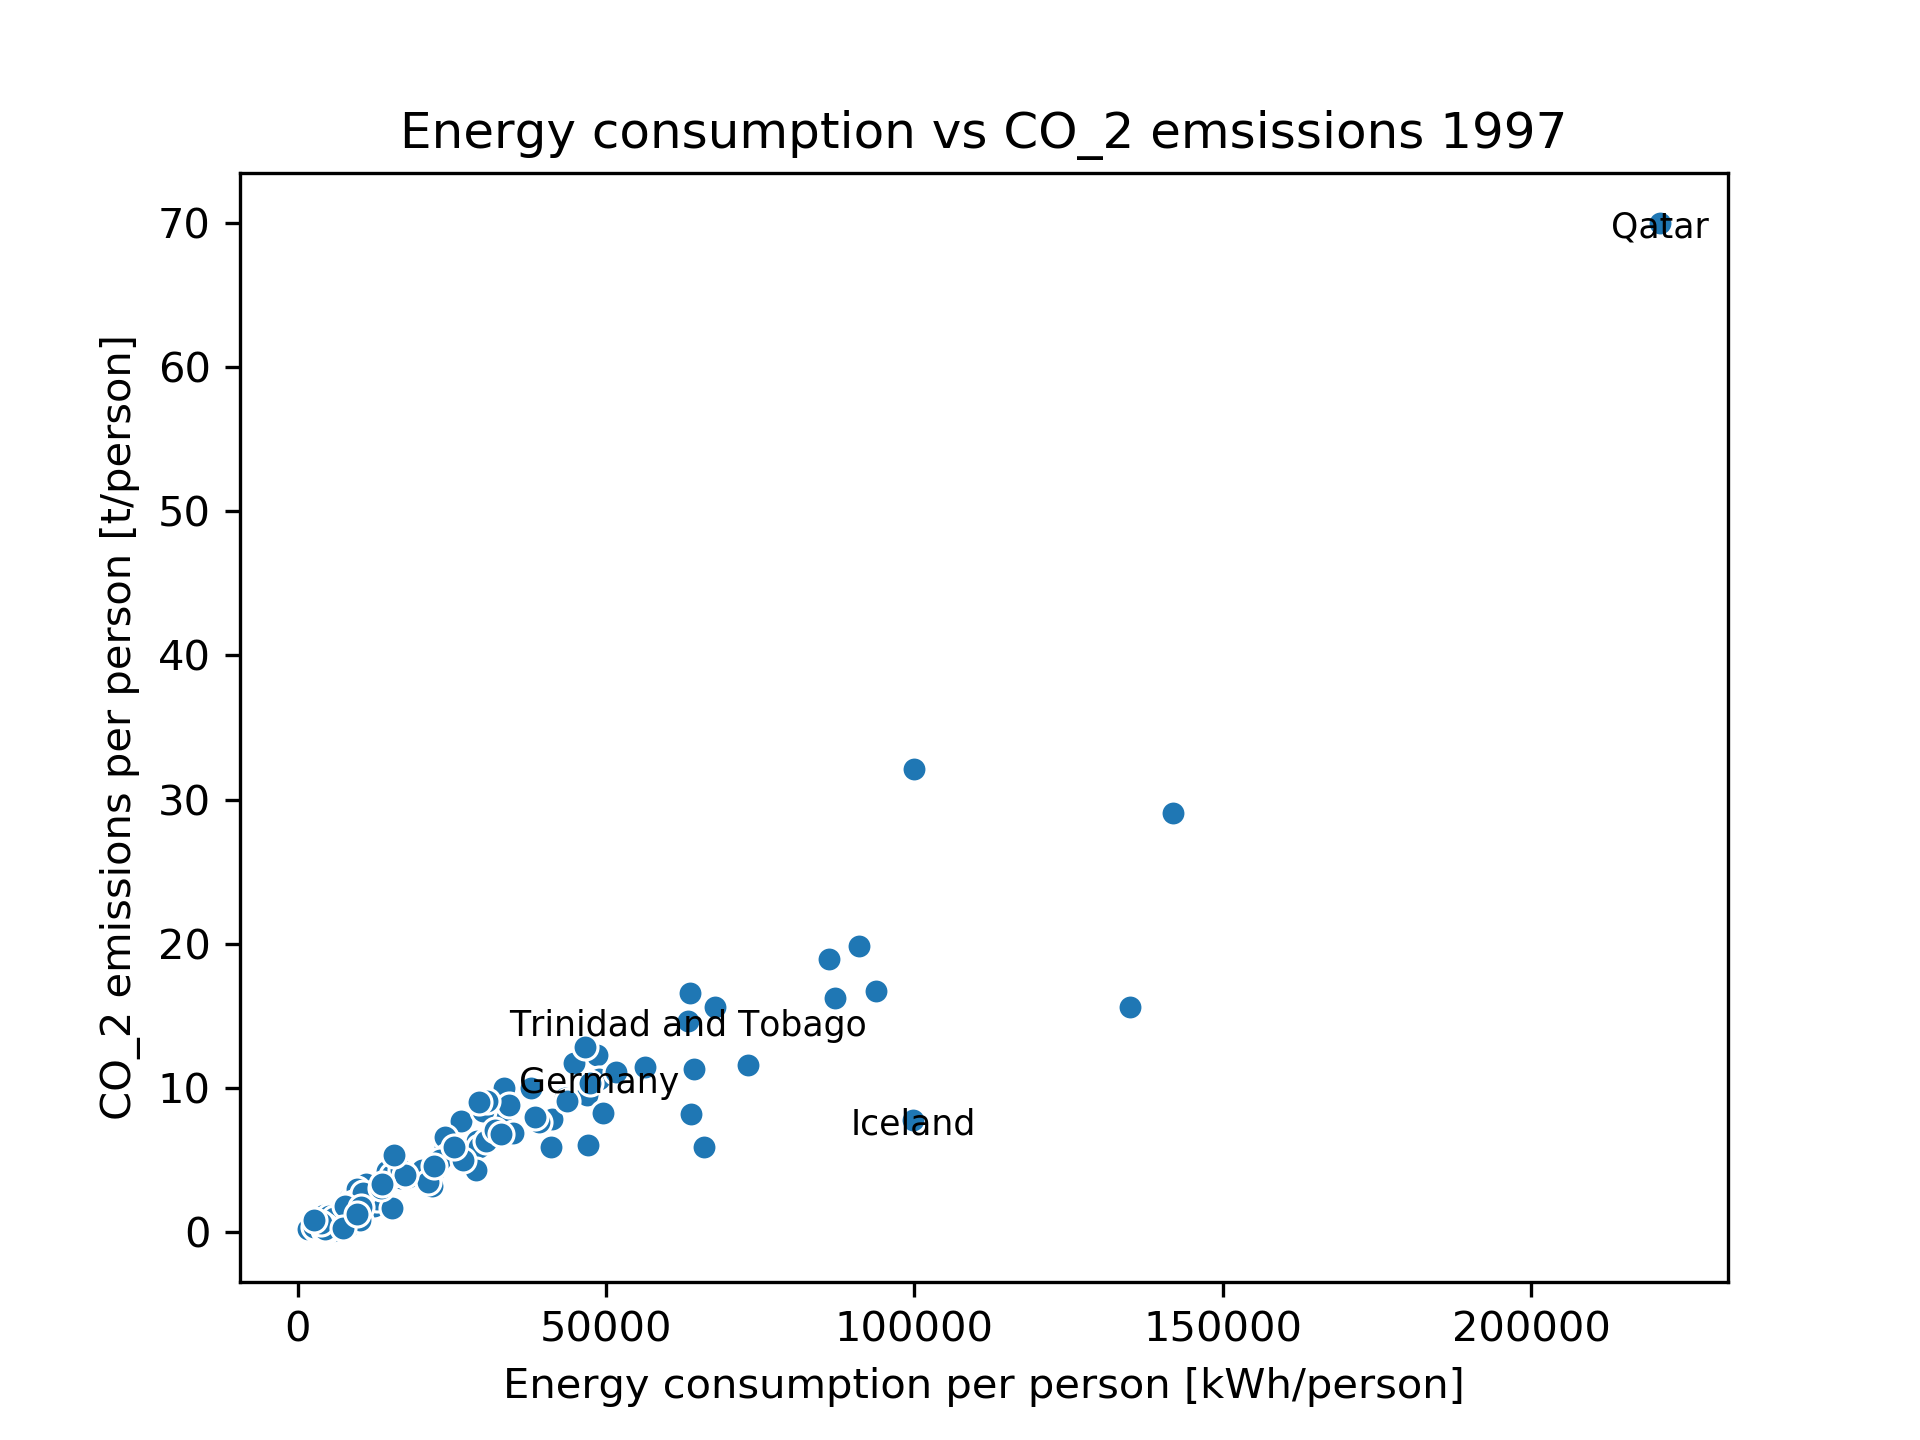 Energy consumption vs CO_2 emsissions 1997
CO_2 emissions per person [t/person]
70
60
50
40
30
20
10
0
Qatar
Trinidad and Tobago
Germany
Iceland
0 50000 100000 150000 200000
Energy consumption per person [kWh/person]